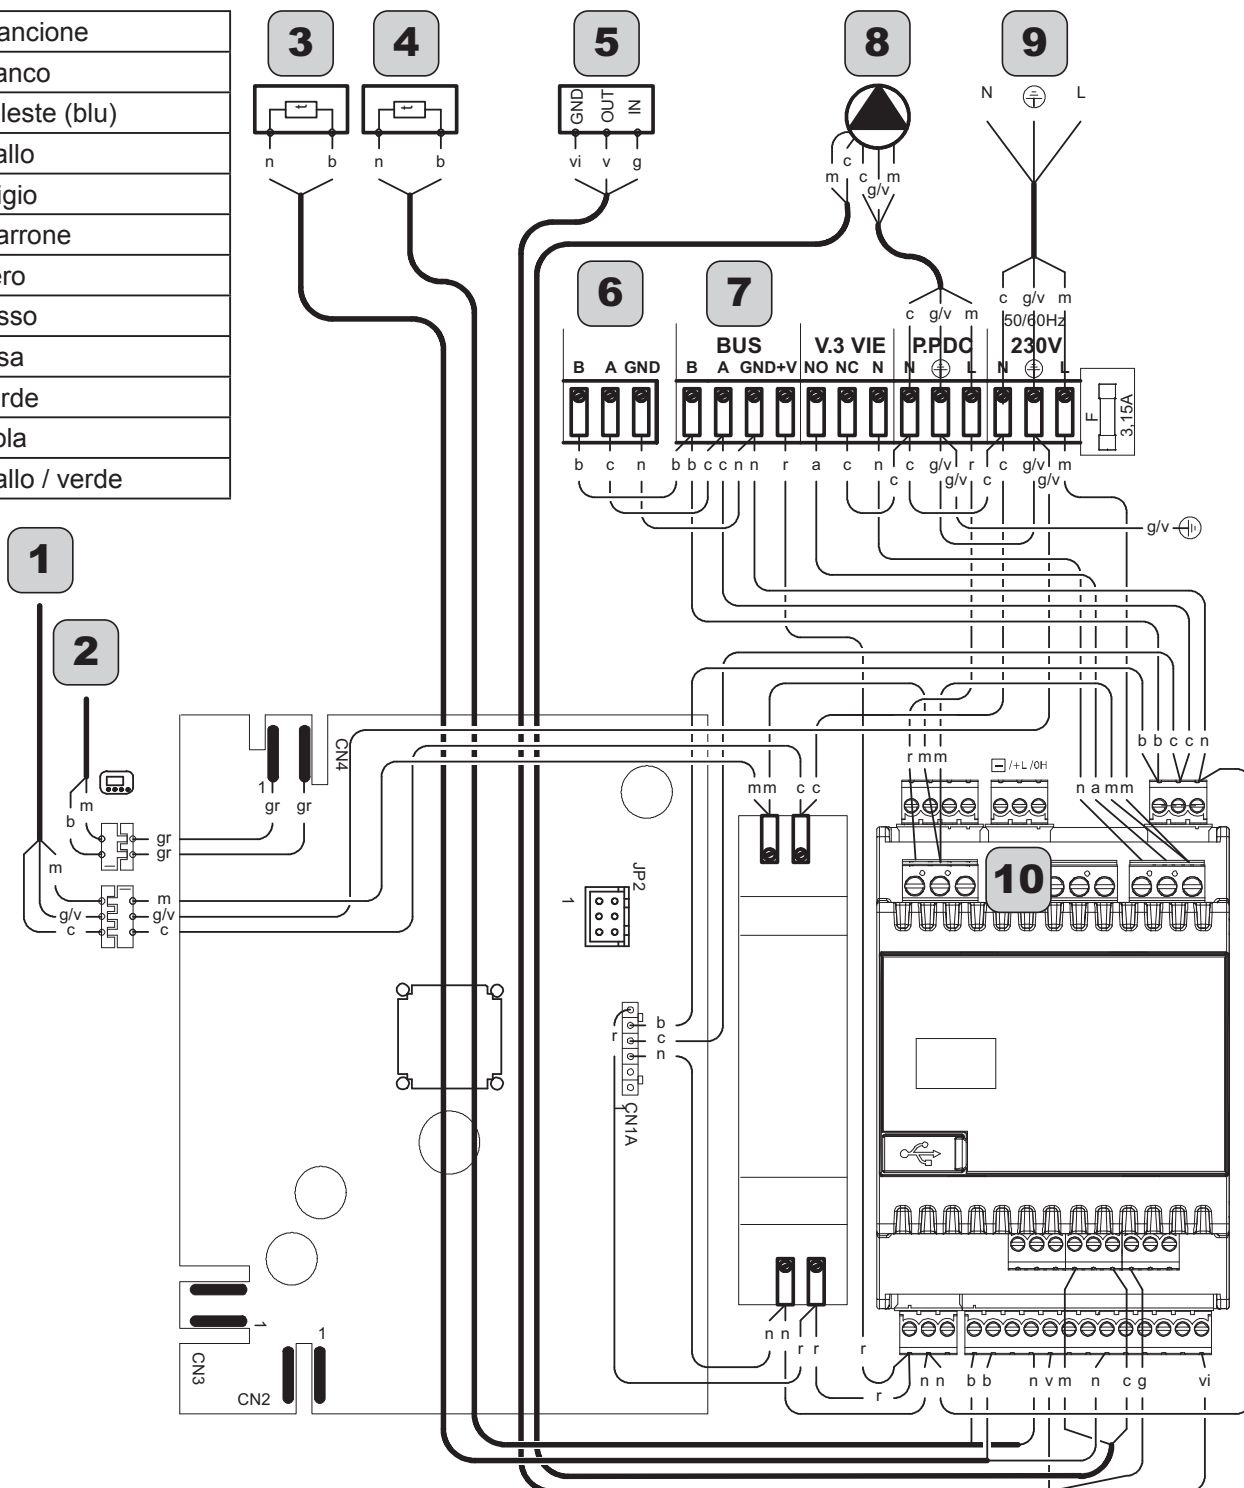 ancione
anco
leste (blu)
allo
igio
arrone
ero
sso
sa
rde
ola
allo / verde
3 4 5 8 9
N L
GND OUT IN
t t
n b n b vi v g
m c c g/v m
6 7
c g/v m c g/v m
50/60Hz
BUS V.3 VIE P.PDC 230V
B A GND B A GND+V NO NC N N L N L
F 3,15A
b c n b b c c n n r a c n c c g/v g/v r c c g/v g/v m
g/v
1
2
CN4
1
m
b
gr gr
gr
gr
m
g/v
c
m
g/v
c
m m c c
r m m
- /+L /0H
n a m m
b b c c n
10
JP2
1
r
b
c
n
1
CN1A
1
CN3
1
CN2
n n r r r
r
n n b b n v m n c g vi